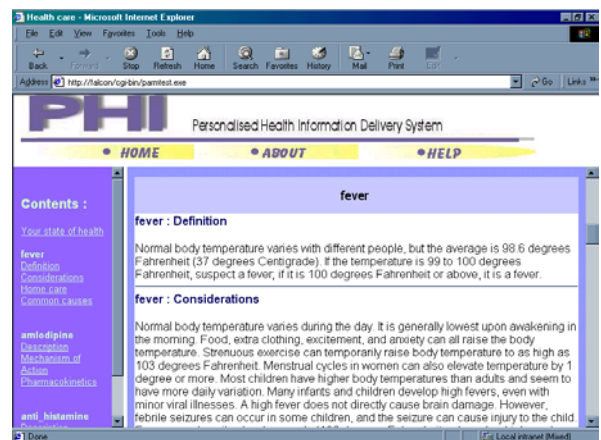 Health care - Microsoft Internet Explorer
File Edit View Favorites Tools Help
Back Forward Stop Refresh Home Search Favorites History Mail Print Edit
Address http://falcon/cgi-bin/parmtest.exe Go Links
PHI Personalised Health Information Delivery System
HOME ABOUT HELP
Contents :
Your state of health
fever
Definition
Considerations
Home care
Common causes
amlodipine
Description
Mechanism of
Action
Pharmacokinetics
anti_histamine
Description
fever
fever : Definition
Normal body temperature varies with different people, but the average is 98.6 degrees
Fahrenheit (37 degrees Centigrade). If the temperature is 99 to 100 degrees
Fahrenheit, suspect a fever; if it is 100 degrees Fahrenheit or above, it is a fever.
fever : Considerations
Normal body temperature varies during the day. It is generally lowest upon awakening in
the morning. Food, extra clothing, excitement, and anxiety can all raise the body
temperature. Strenuous exercise can temporarily raise body temperature to as high as
103 degrees Fahrenheit. Menstrual cycles in women can also elevate temperature by 1
degree or more. Most children have higher body temperatures than adults and seem to
have more daily variation. Many infants and children develop high fevers, even with
minor viral illnesses. A high fever does not directly cause brain damage. However,
febrile seizures can occur in some children, and the seizure can cause injury to the child.
Done Local intranet (Mixed)